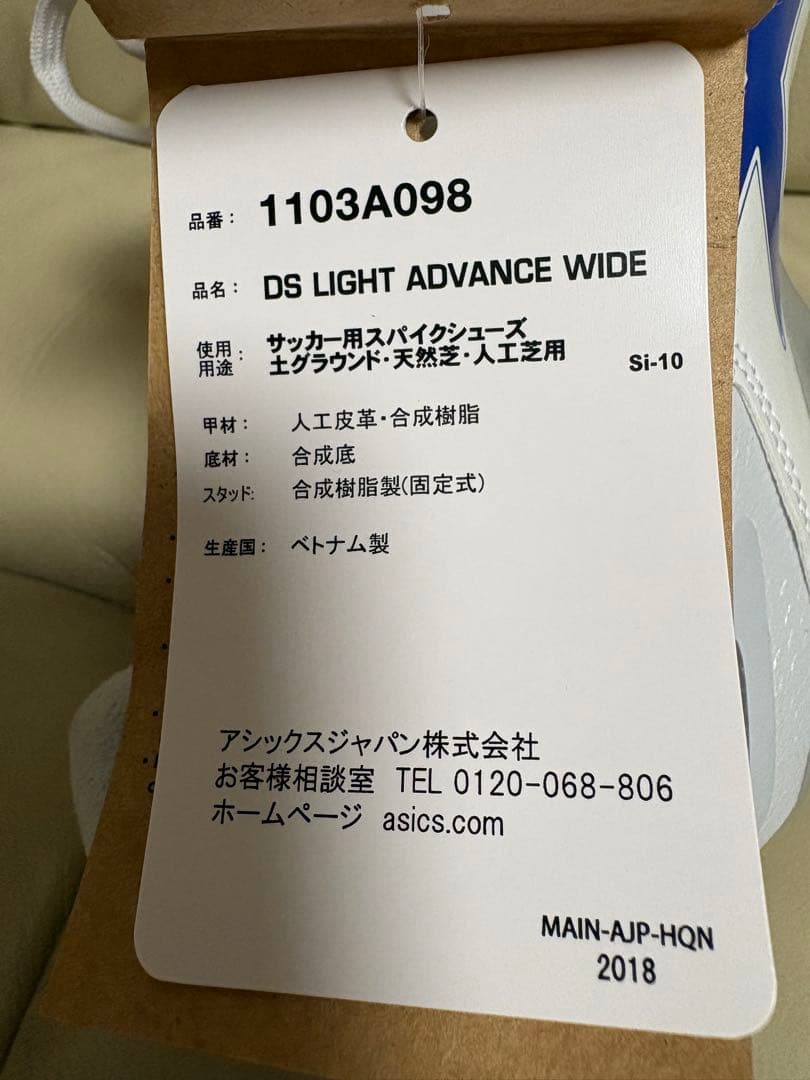 品番： 1103A098
品名： DS LIGHT ADVANCE WIDE
使用用途： サッカー用スパイクシューズ
土グラウンド・天然芝・人工芝用 Si-10
甲材： 人工皮革・合成樹脂
底材： 合成底
スタッド: 合成樹脂製(固定式)
生産国： ベトナム製
アシックスジャパン株式会社
お客様相談室 TEL 0120-068-806
ホームページ asics.com
MAIN-AJP-HQN
2018